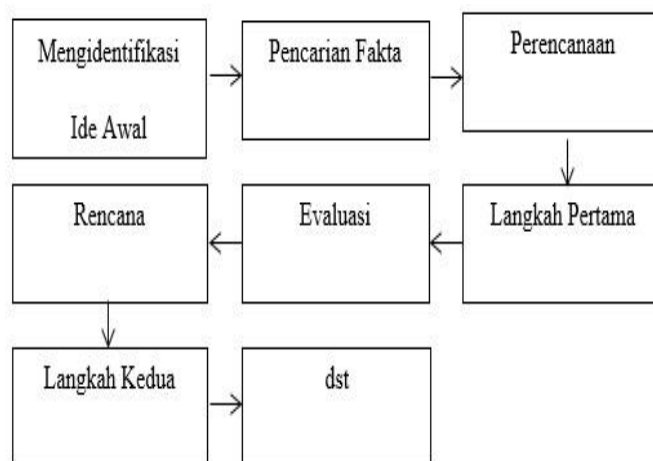 Mengidentifikasi
Ide Awal
Pencarian Fakta
Perencanaan
Rencana
Evaluasi
Langkah Pertama
Langkah Kedua
dst